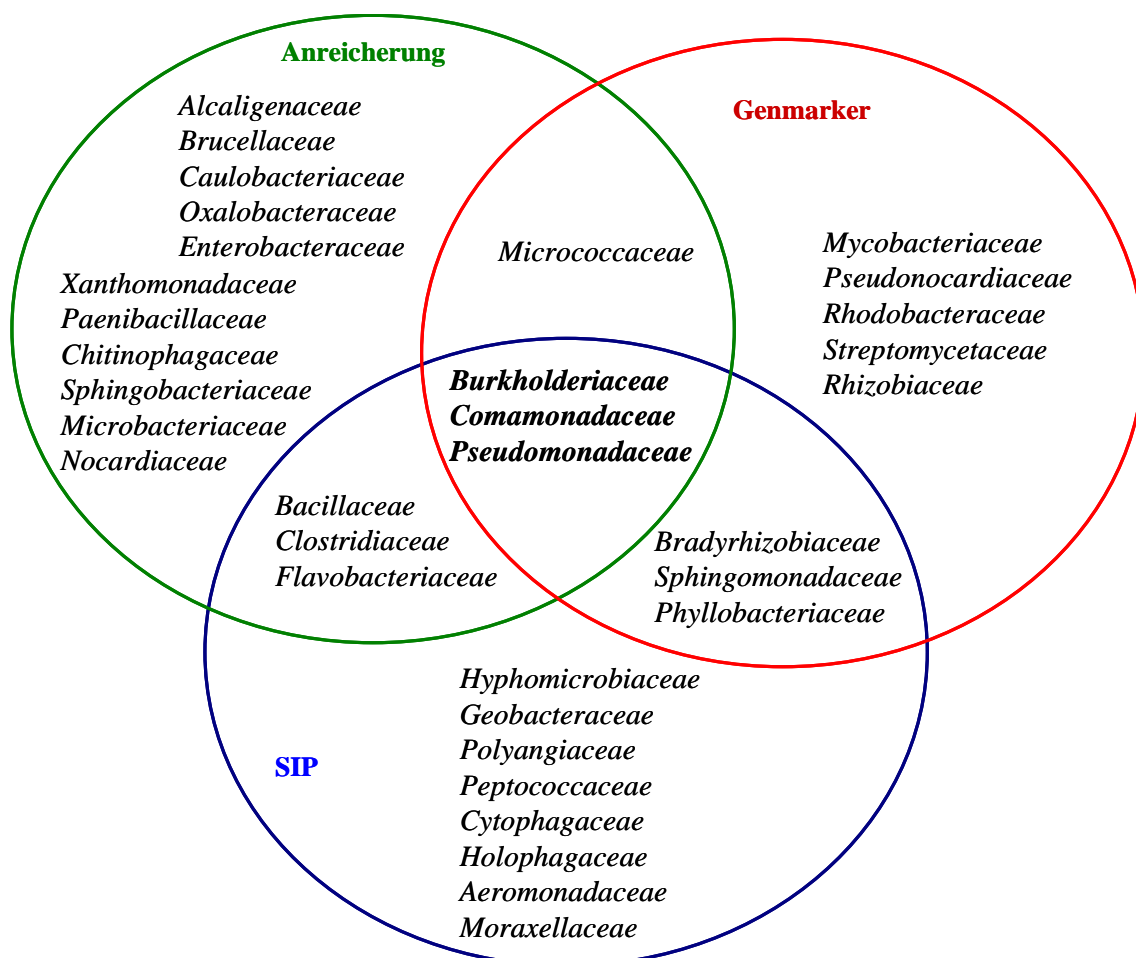 Anreicherung
Alcaligenaceae
Brucellaceae
Caulobacteriaceae
Oxalobacteraceae
Enterobacteraceae
Xanthomonadaceae
Paenibacillaceae
Chitinophagaceae
Sphingobacteriaceae
Microbacteriaceae
Nocardiaceae
Genmarker
Micrococcaceae
Mycobacteriaceae
Pseudonocardiaceae
Rhodobacteraceae
Streptomycetaceae
Rhizobiaceae
Burkholderiaceae
Comamonadaceae
Pseudomonadaceae
Bacillaceae
Clostridiaceae
Flavobacteriaceae
Bradyrhizobiaceae
Sphingomonadaceae
Phyllobacteriaceae
SIP
Hyphomicrobiaceae
Geobacteraceae
Polyangiaceae
Peptococcaceae
Cytophagaceae
Holophagaceae
Aeromonadaceae
Moraxellaceae